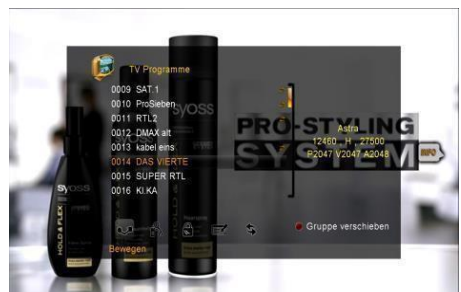 TV Programme
0009 SAT.1
0010 ProSieben
0011 RTL2
0012 DMAX alt
0013 kabel eins
0014 DAS VIERTE
0015 SUPER RTL
0016 KI.KA
Astra
12460 , H , 27500
P2047 V2047 A2048
INFO
Gruppe verschieben
Bewegen
PRO-STYLING
SYSTEM
syoss
syoss
HOLD & FLEX
Haarspray